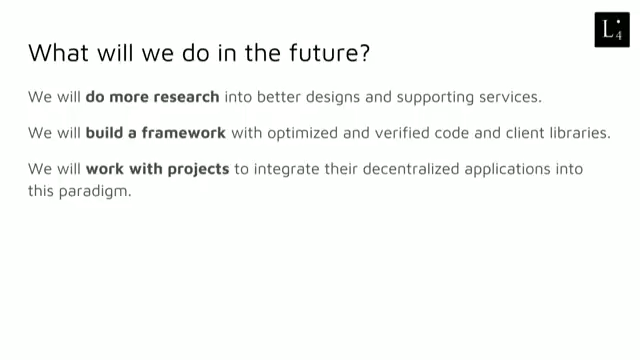 L4
What will we do in the future?
We will do more research into better designs and supporting services.
We will build a framework with optimized and verified code and client libraries.
We will work with projects to integrate their decentralized applications into
this paradigm.